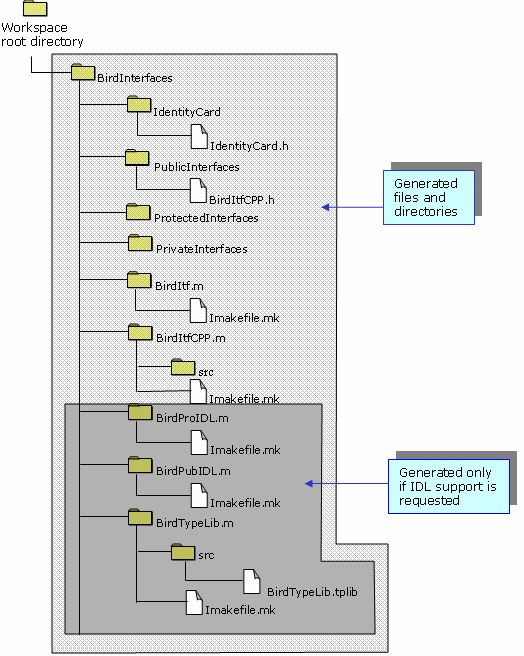 Workspace
root directory
BirdInterfaces
IdentityCard
IdentityCard.h
PublicInterfaces
BirdItfCPP.h
Generated
files and
directories
ProtectedInterfaces
PrivateInterfaces
BirdItf.m
Imakefile.mk
BirdItfCPP.m
src
Imakefile.mk
BirdProIDL.m
Imakefile.mk
BirdPubIDL.m
Imakefile.mk
Generated only
if IDL support is
requested
BirdTypeLib.m
src
BirdTypeLib.tplib
Imakefile.mk